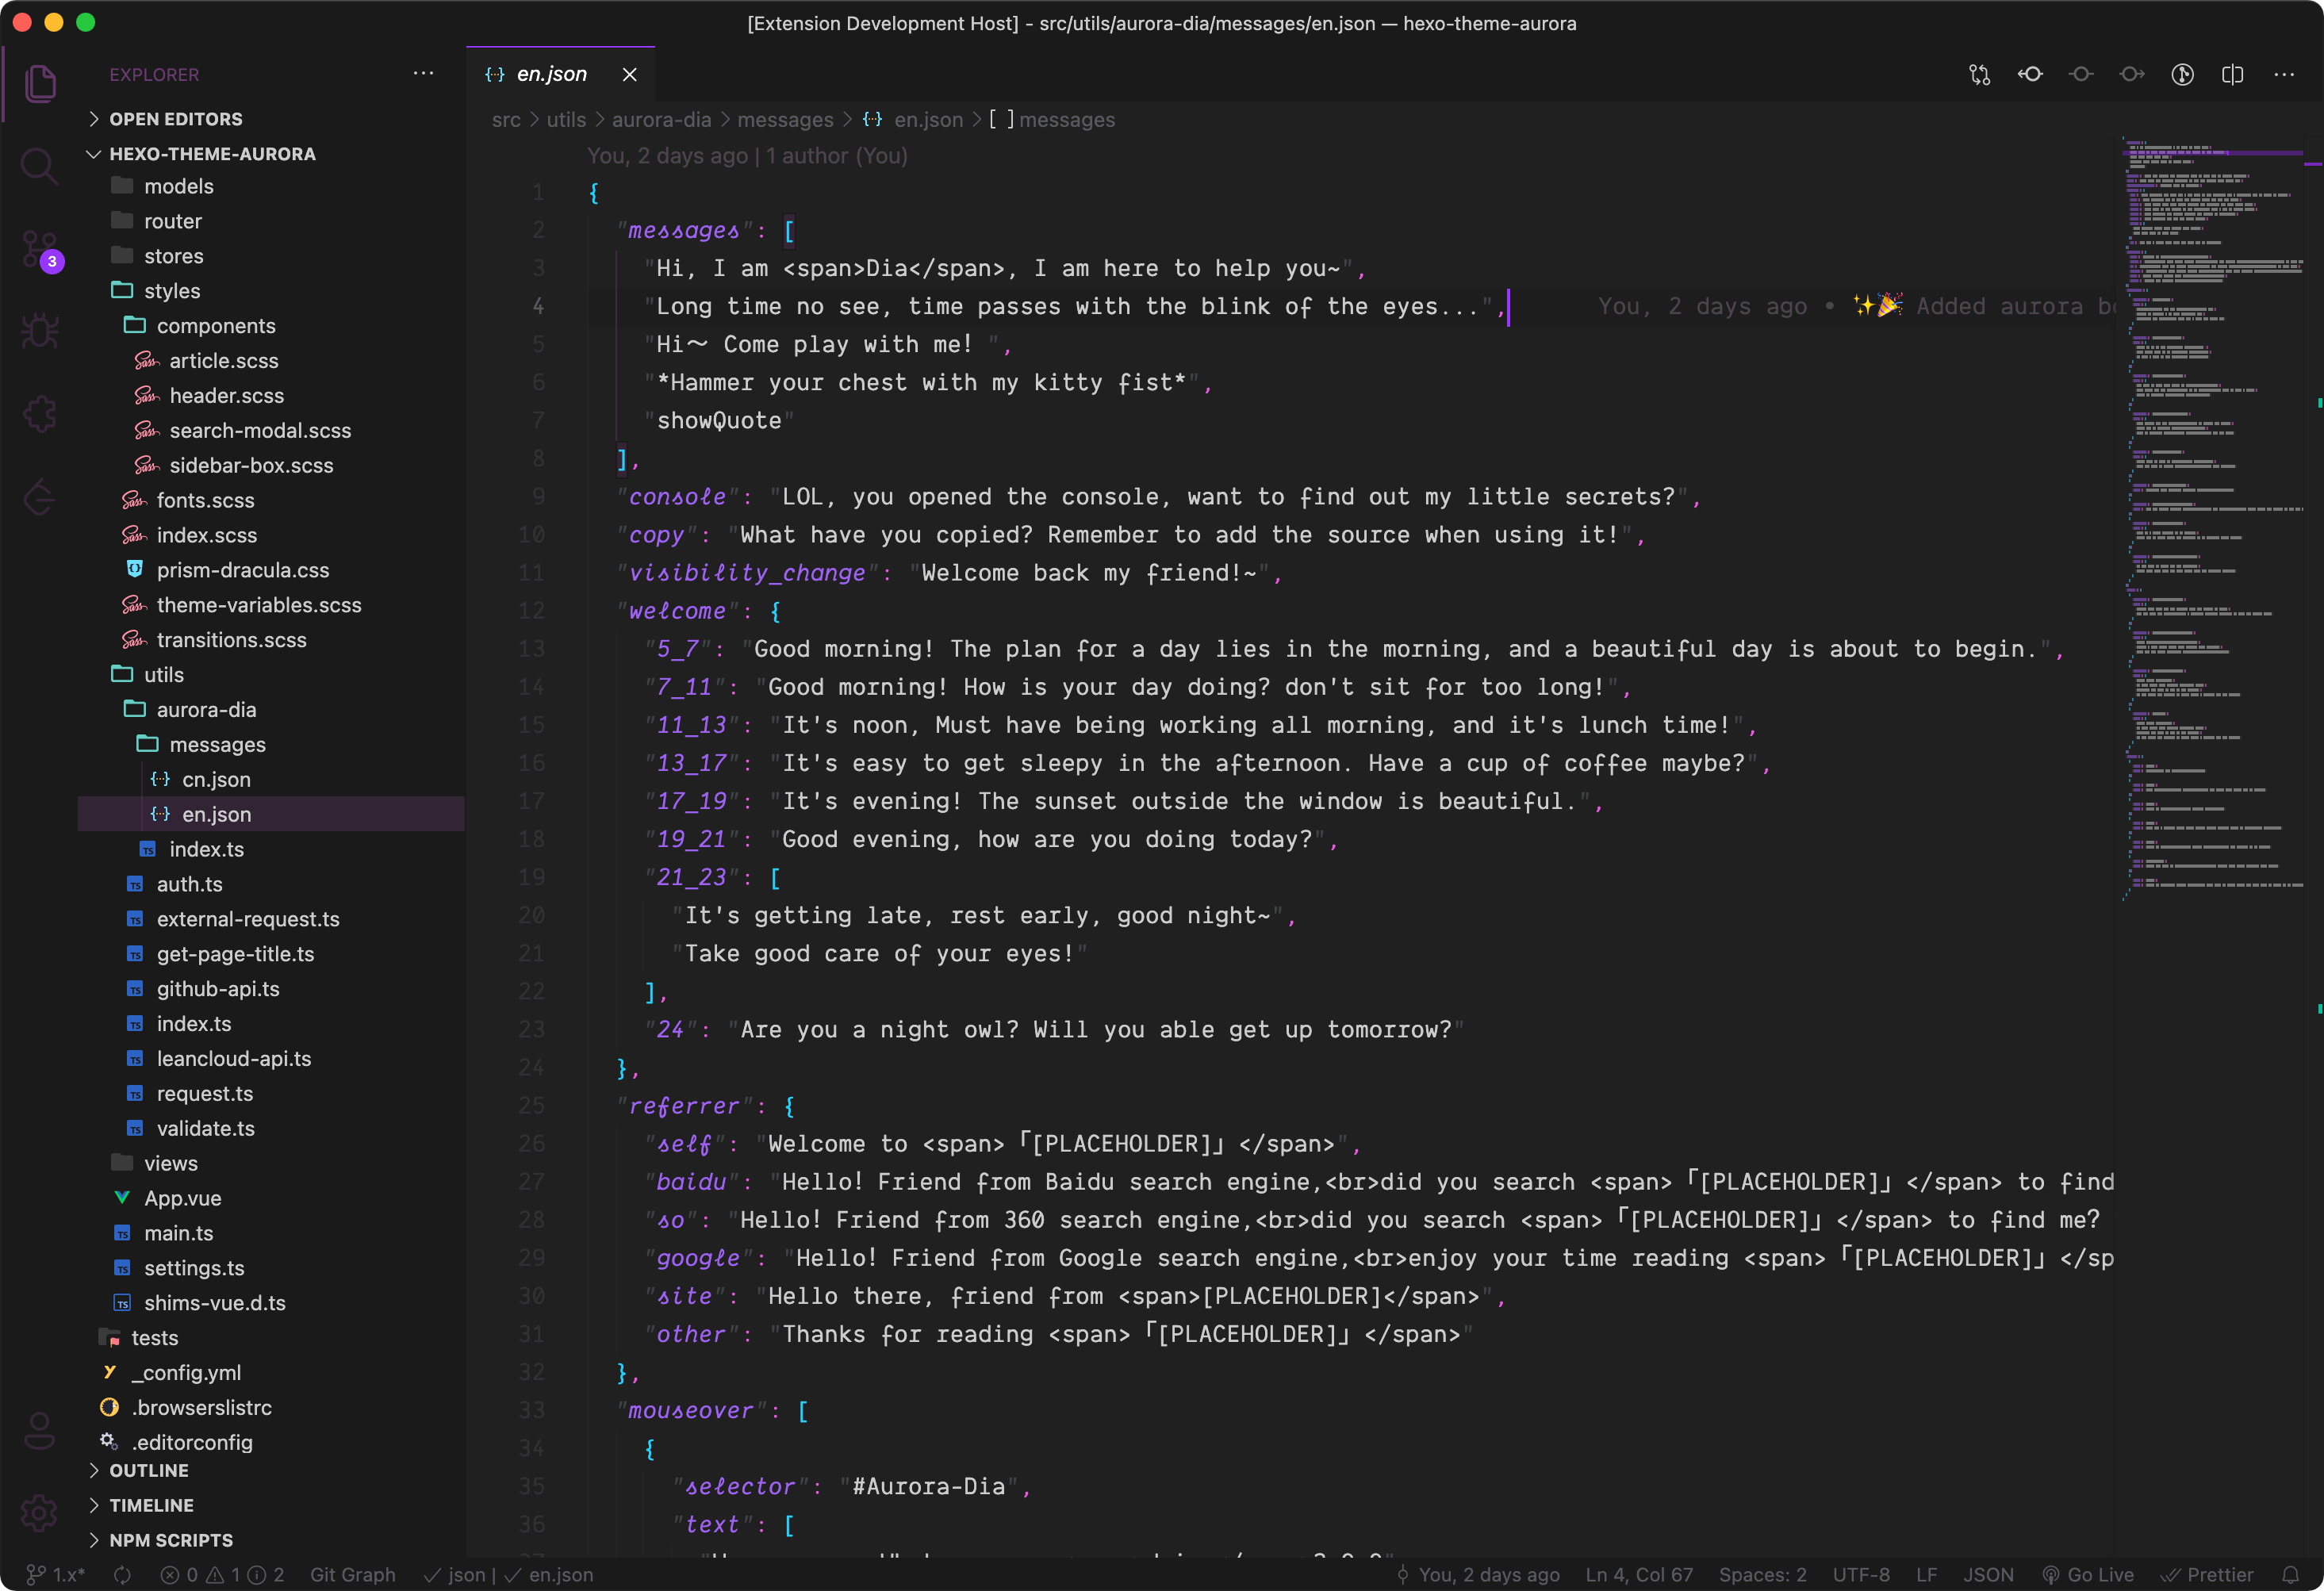 [Extension Development Host] - src/utils/aurora-dia/messages/en.json — hexo-theme-aurora
EXPLORER
en.json
OPEN EDITORS
HEXO-THEME-AURORA
models
router
stores
styles
components
article.scss
header.scss
search-modal.scss
sidebar-box.scss
fonts.scss
index.scss
prism-dracula.css
theme-variables.scss
transitions.scss
utils
aurora-dia
messages
cn.json
en.json
index.ts
auth.ts
external-request.ts
get-page-title.ts
github-api.ts
index.ts
leancloud-api.ts
request.ts
validate.ts
views
App.vue
main.ts
settings.ts
shims-vue.d.ts
tests
_config.yml
.browserslistrc
.editorconfig
OUTLINE
TIMELINE
NPM SCRIPTS
3
src > utils > aurora-dia > messages > en.json > [ ] messages
You, 2 days ago | 1 author (You)
1 {
2 "messages": [
3 "Hi, I am <span>Dia</span>, I am here to help you~",
4 "Long time no see, time passes with the blink of the eyes...", You, 2 days ago • ✨🎉 Added aurora bo
5 "Hi～ Come play with me! ",
6 "*Hammer your chest with my kitty fist*",
7 "showQuote"
8 ],
9 "console": "LOL, you opened the console, want to find out my little secrets?",
10 "copy": "What have you copied? Remember to add the source when using it!",
11 "visibility_change": "Welcome back my friend!~",
12 "welcome": {
13 "5_7": "Good morning! The plan for a day lies in the morning, and a beautiful day is about to begin.",
14 "7_11": "Good morning! How is your day doing? don't sit for too long!",
15 "11_13": "It's noon, Must have being working all morning, and it's lunch time!",
16 "13_17": "It's easy to get sleepy in the afternoon. Have a cup of coffee maybe?",
17 "17_19": "It's evening! The sunset outside the window is beautiful.",
18 "19_21": "Good evening, how are you doing today?",
19 "21_23": [
20 "It's getting late, rest early, good night~",
21 "Take good care of your eyes!"
22 ],
23 "24": "Are you a night owl? Will you able get up tomorrow?"
24 },
25 "referrer": {
26 "self": "Welcome to <span>「[PLACEHOLDER]」</span>",
27 "baidu": "Hello! Friend from Baidu search engine,<br>did you search <span>「[PLACEHOLDER]」</span> to find
28 "so": "Hello! Friend from 360 search engine,<br>did you search <span>「[PLACEHOLDER]」</span> to find me?
29 "google": "Hello! Friend from Google search engine,<br>enjoy your time reading <span>「[PLACEHOLDER]」</sp
30 "site": "Hello there, friend from <span>[PLACEHOLDER]</span>",
31 "other": "Thanks for reading <span>「[PLACEHOLDER]」</span>"
32 },
33 "mouseover": [
34 {
35 "selector": "#Aurora-Dia",
36 "text": [
1.x* 0 1 2 Git Graph ✓ json | ✓ en.json You, 2 days ago Ln 4, Col 67 Spaces: 2 UTF-8 LF JSON Go Live Prettier